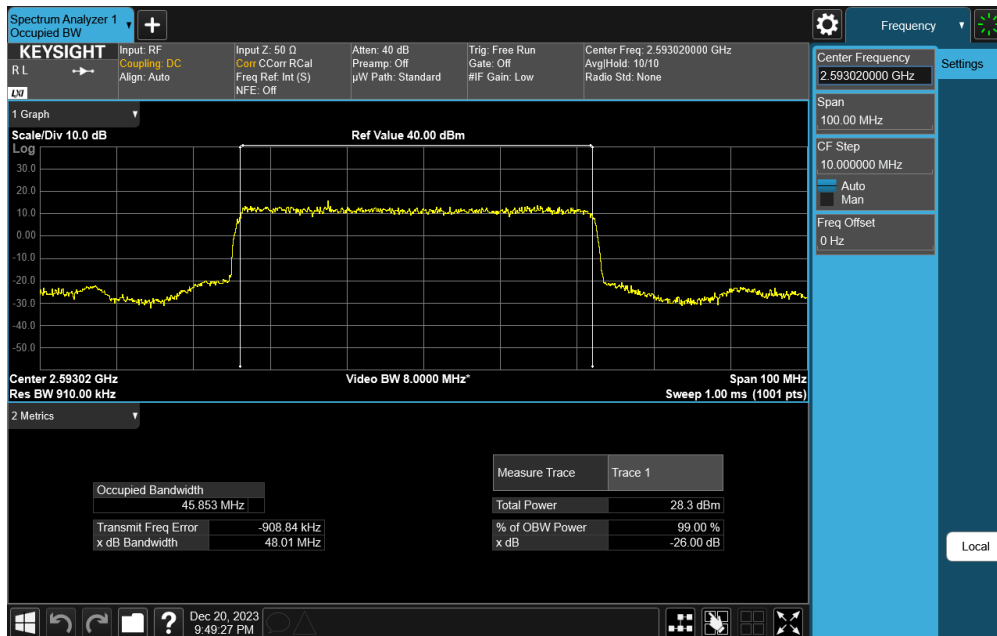 Spectrum Analyzer 1
Occupied BW
+
Frequency
KEYSIGHT
R L
LXI
Input: RF
Coupling: DC
Align: Auto
Input Z: 50 Ω
Corr CCorr RCal
Freq Ref: Int (S)
NFE: Off
Atten: 40 dB
Preamp: Off
µW Path: Standard
Trig: Free Run
Gate: Off
#IF Gain: Low
Center Freq: 2.593020000 GHz
Avg|Hold: 10/10
Radio Std: None
Center Frequency
2.593020000 GHz
Settings
Span
100.00 MHz
CF Step
10.000000 MHz
Auto
Man
Freq Offset
0 Hz
1 Graph
Scale/Div 10.0 dB
Ref Value 40.00 dBm
Log
30.0
20.0
10.0
0.00
-10.0
-20.0
-30.0
-40.0
-50.0
Center 2.59302 GHz
Video BW 8.0000 MHz*
Span 100 MHz
Res BW 910.00 kHz
Sweep 1.00 ms (1001 pts)
2 Metrics
Measure Trace
Trace 1
Occupied Bandwidth
45.853 MHz
Total Power
28.3 dBm
Transmit Freq Error
-908.84 kHz
% of OBW Power
99.00 %
x dB Bandwidth
48.01 MHz
x dB
-26.00 dB
Local
?
Dec 20, 2023
9:49:27 PM